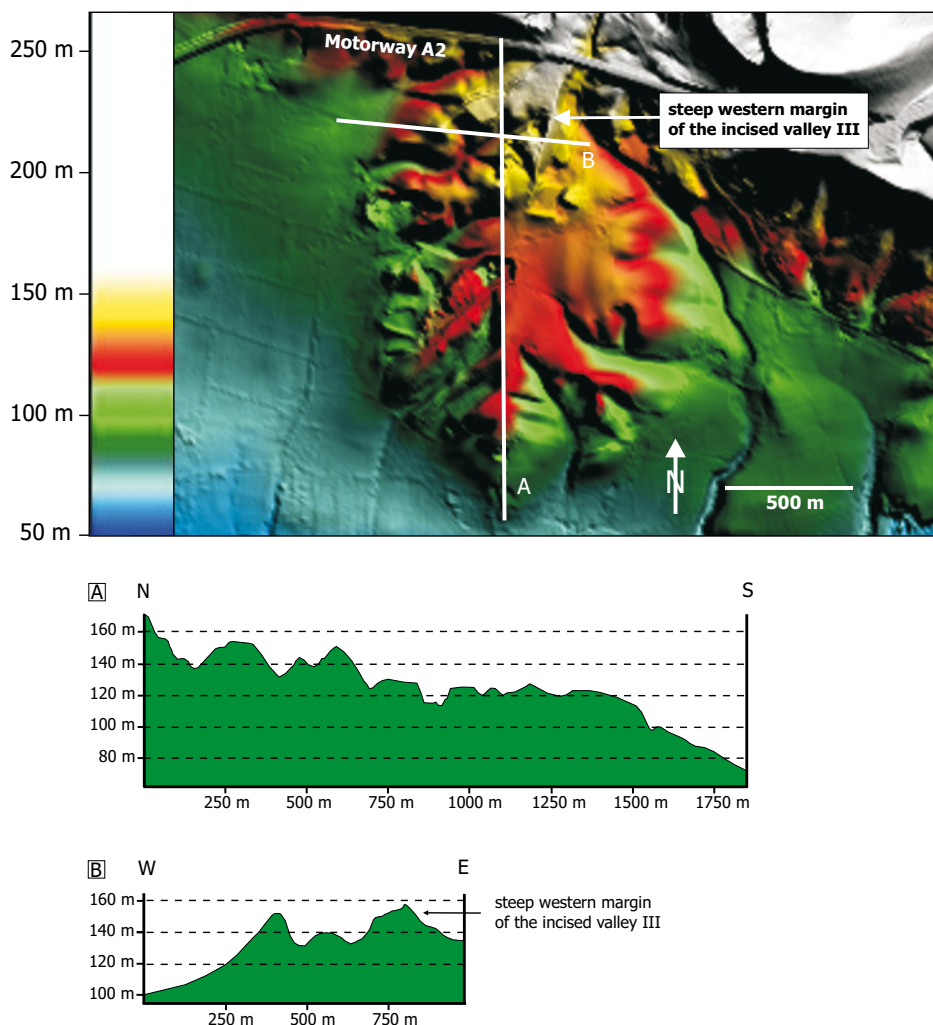 250 m
200 m
150 m
100 m
50 m
Motorway A2
steep western margin
of the incised valley III
B
A
N
500 m
A N S
160 m
140 m
120 m
100 m
80 m
250 m 500 m 750 m 1000 m 1250 m 1500 m 1750 m
B W E
160 m
140 m
120 m
100 m
steep western margin
of the incised valley III
250 m 500 m 750 m